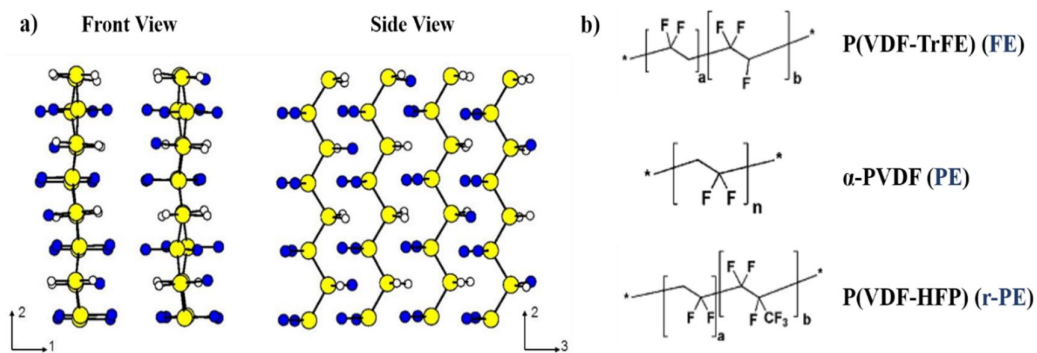 a) Front View Side View
2
1
2
3
b)
F F F F
* [ ]a [ ]b *
F
P(VDF-TrFE) (FE)
* [ ]n *
F F
α-PVDF (PE)
F F
* [ ]a [ ]b *
F F F CF3
P(VDF-HFP) (r-PE)